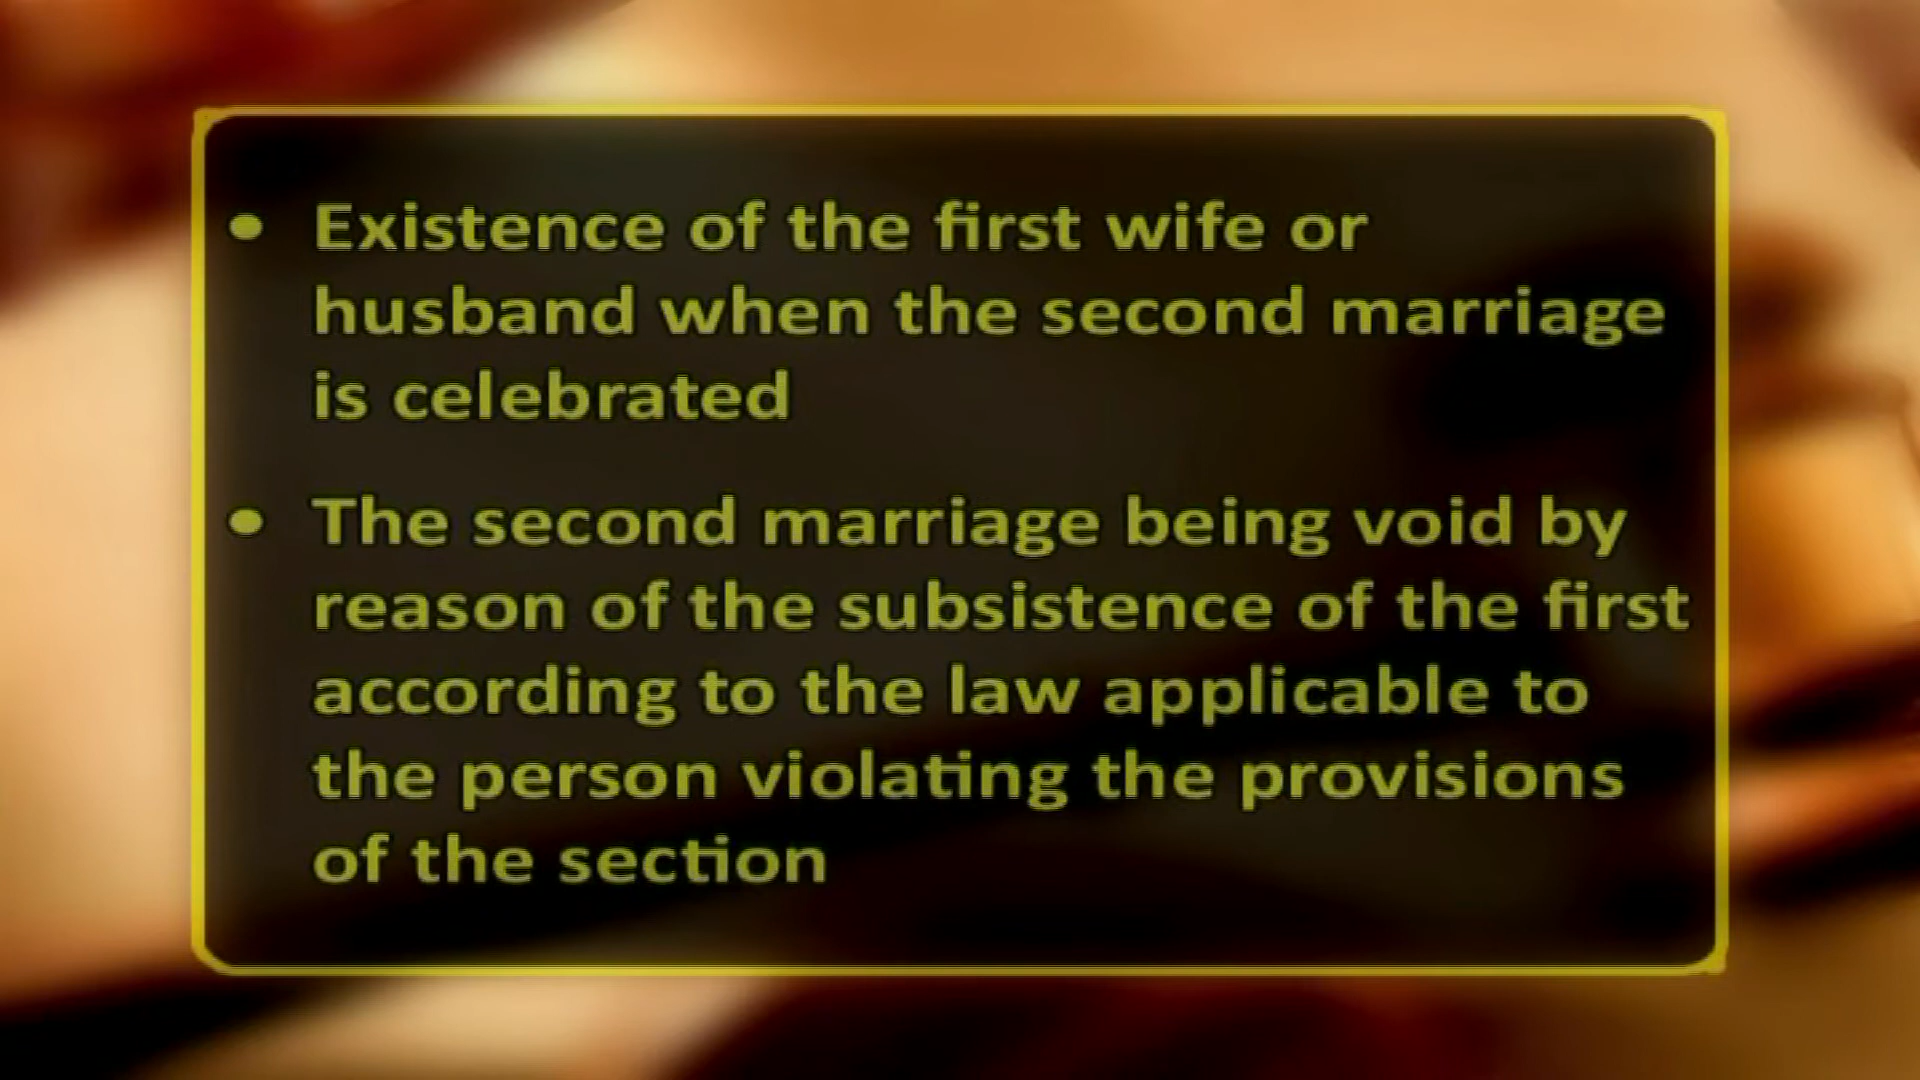 • Existence of the first wife or
husband when the second marriage
is celebrated
• The second marriage being void by
reason of the subsistence of the first
according to the law applicable to
the person violating the provisions
of the section